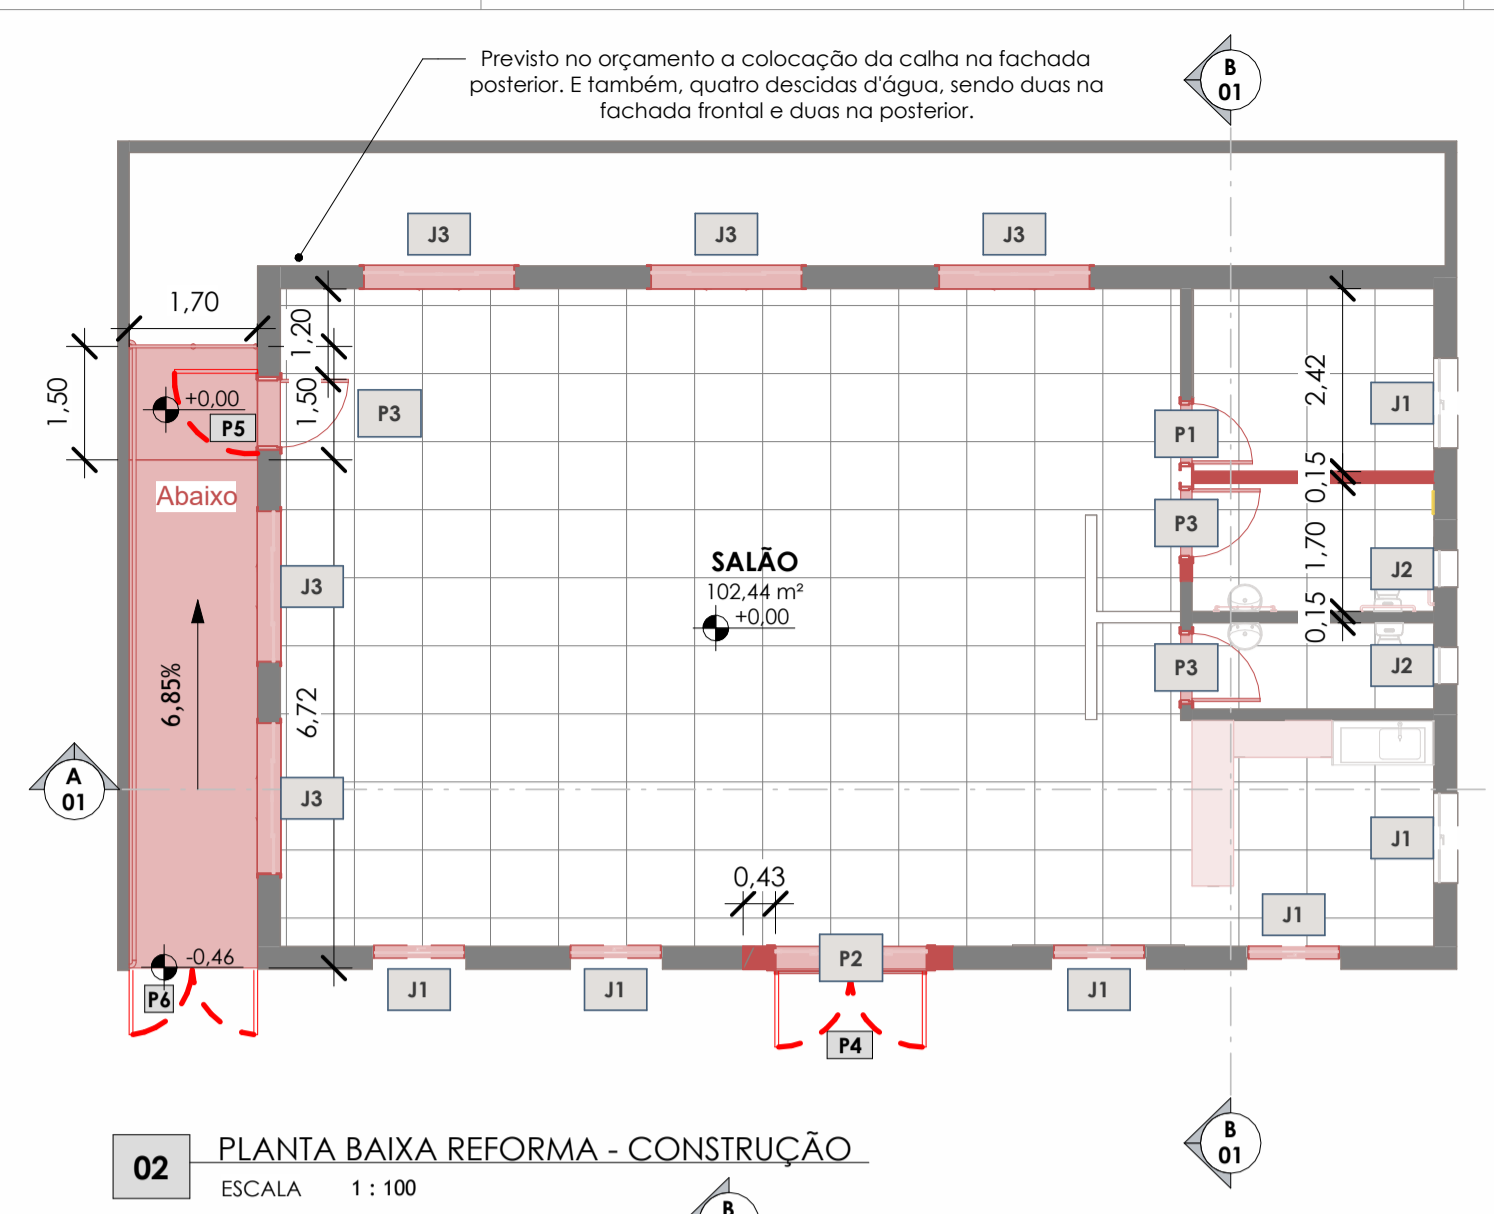 Previsto no orçamento a colocação da calha na fachada
posterior. E também, quatro descidas d'água, sendo duas na
fachada frontal e duas na posterior.
B
01
J3
J3
J3
1,70
1,20
1,50
1,50
+0,00
P5
P3
2,42
J1
P1
0,15
Abaixo
P3
1,70
J2
SALÃO
102,44 m²
+0,00
J3
0,15
P3
J2
6,85%
6,72
A
01
J3
J1
0,43
J1
-0,46
P6
J1
J1
P2
J1
P4
02
PLANTA BAIXA REFORMA - CONSTRUÇÃO
ESCALA 1 : 100
B
01
B